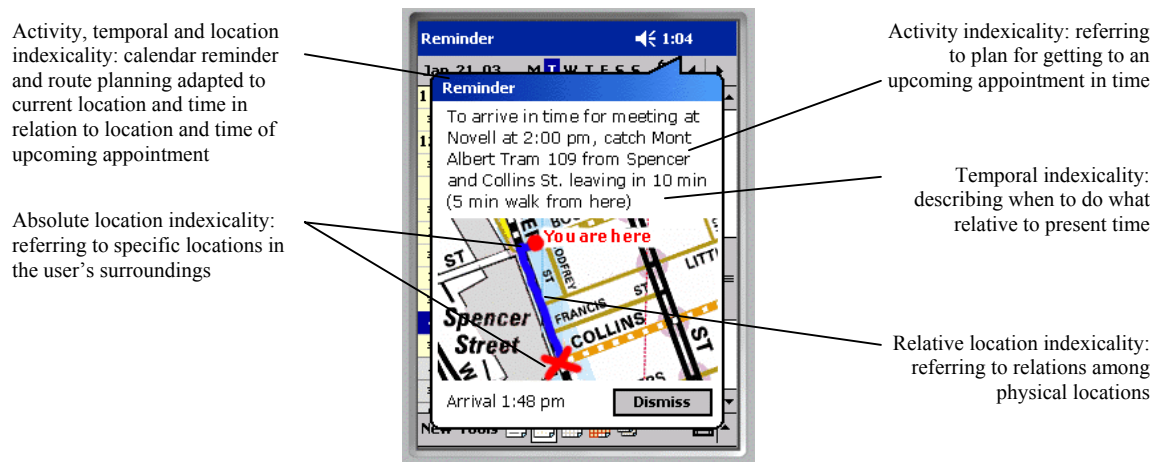 Activity, temporal and location
indexicality: calendar reminder
and route planning adapted to
current location and time in
relation to location and time of
upcoming appointment
Absolute location indexicality:
referring to specific locations in
the user's surroundings
Reminder 1:04
Jan 21, 03 M T W T F S S
Reminder
To arrive in time for meeting at
Novell at 2:00 pm, catch Mont
Albert Tram 109 from Spencer
and Collins St. leaving in 10 min
(5 min walk from here)
You are here
ST
GODFREY
ST
LITT
FRANCIS ST
COLLINS
ST
Spencer
Street
Arrival 1:48 pm Dismiss
New Tools
Activity indexicality: referring
to plan for getting to an
upcoming appointment in time
Temporal indexicality:
describing when to do what
relative to present time
Relative location indexicality:
referring to relations among
physical locations